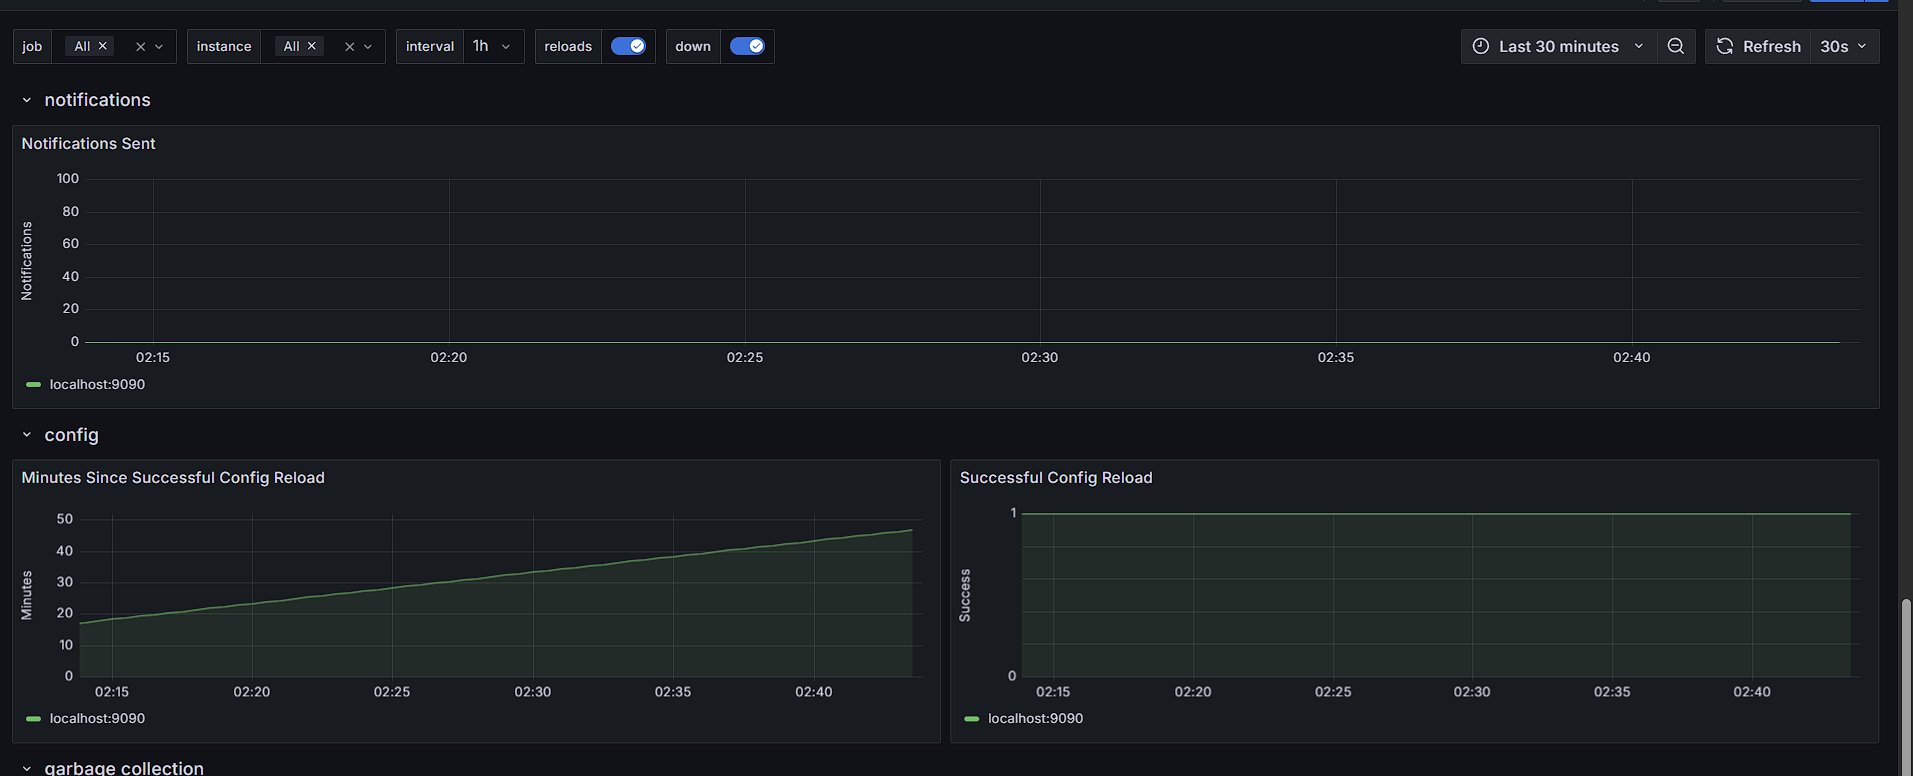 job All instance All interval 1h reloads down Last 30 minutes Refresh 30s
notifications
Notifications Sent
Notifications
100
80
60
40
20
0
02:15 02:20 02:25 02:30 02:35 02:40
localhost:9090
config
Minutes Since Successful Config Reload
Minutes
50
40
30
20
10
0
02:15 02:20 02:25 02:30 02:35 02:40
localhost:9090
Successful Config Reload
Success
1
0
02:15 02:20 02:25 02:30 02:35 02:40
localhost:9090
garbage collection